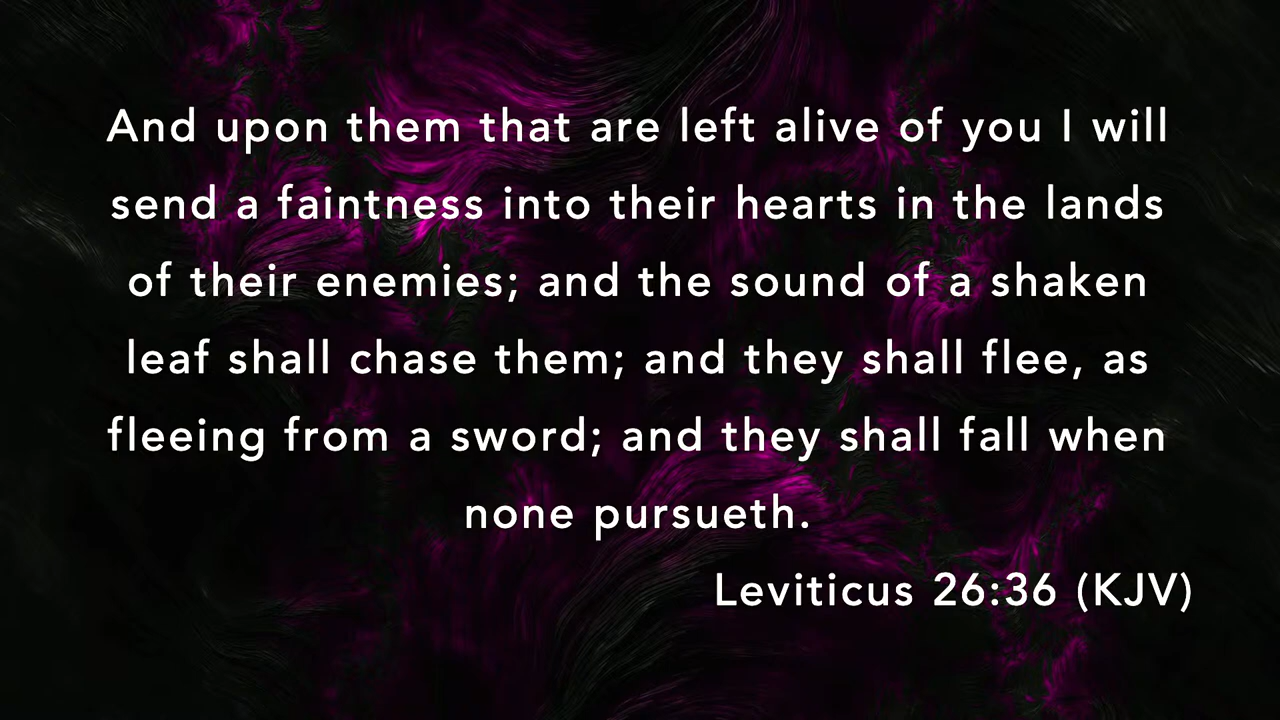 And upon them that are left alive of you I will
send a faintness into their hearts in the lands
of their enemies; and the sound of a shaken
leaf shall chase them; and they shall flee, as
fleeing from a sword; and they shall fall when
none pursueth.
Leviticus 26:36 (KJV)